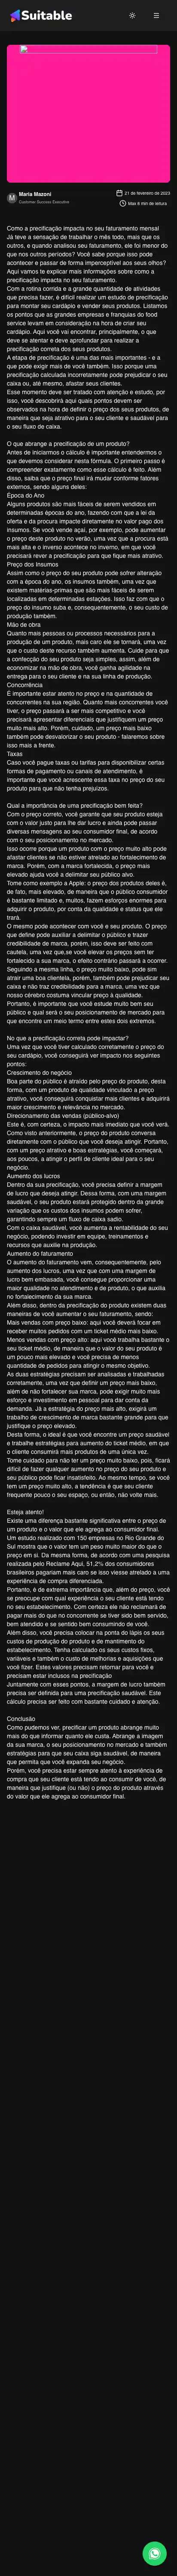 Suitable
M
Maria Mazoni
Customer Success Executive
21 de fevereiro de 2023
Max 8 min de leitura
Como a precificação impacta no seu faturamento mensal
Já teve a sensação de trabalhar o mês todo, mais que os
outros, e quando analisou seu faturamento, ele foi menor do
que nos outros períodos? Você sabe porque isso pode
acontecer e passar de forma imperceptível aos seus olhos?
Aqui vamos te explicar mais informações sobre como a
precificação impacta no seu faturamento.
Com a rotina corrida e a grande quantidade de atividades
que precisa fazer, é difícil realizar um estudo de precificação
para montar seu cardápio e vender seus produtos. Listamos
os pontos que as grandes empresas e franquias do food
service levam em consideração na hora de criar seu
cardápio. Aqui você vai encontrar, principalmente, o que
deve se atentar e deve aprofundar para realizar a
precificação correta dos seus produtos.
A etapa de precificação é uma das mais importantes - e a
que pode exigir mais de você também. Isso porque uma
precificação calculada incorretamente pode prejudicar o seu
caixa ou, até mesmo, afastar seus clientes.
Esse momento deve ser tratado com atenção e estudo, por
isso, você descobrirá aqui quais pontos devem ser
observados na hora de definir o preço dos seus produtos, de
maneira que seja atrativo para o seu cliente e saudável para
o seu fluxo de caixa.
O que abrange a precificação de um produto?
Antes de iniciarmos o cálculo é importante entendermos o
que devemos considerar nesta fórmula. O primeiro passo é
compreender exatamente como esse cálculo é feito. Além
disso, saiba que o preço final irá mudar conforme fatores
externos, sendo alguns deles:
Época do Ano
Alguns produtos são mais fáceis de serem vendidos em
determinadas épocas do ano, fazendo com que a lei da
oferta e da procura impacte diretamente no valor pago dos
insumos. Se você vende açaí, por exemplo, pode aumentar
o preço deste produto no verão, uma vez que a procura está
mais alta e o inverso acontece no inverno, em que você
precisará rever a precificação para que fique mais atrativo.
Preço dos Insumos
Assim como o preço do seu produto pode sofrer alteração
com a época do ano, os insumos também, uma vez que
existem matérias-primas que são mais fáceis de serem
localizadas em determinadas estações. Isso faz com que o
preço do insumo suba e, consequentemente, o seu custo de
produção também.
Mão de obra
Quanto mais pessoas ou processos necessários para a
produção de um produto, mais caro ele se tornará, uma vez
que o custo deste recurso também aumenta. Cuide para que
a confecção do seu produto seja simples, assim, além de
economizar na mão de obra, você ganha agilidade na
entrega para o seu cliente e na sua linha de produção.
Concorrência
É importante estar atento no preço e na quantidade de
concorrentes na sua região. Quanto mais concorrentes você
tiver, o preço passará a ser competitivo e você
precisará apresentar diferenciais que justifiquem um preço
muito mais alto. Porém, cuidado, um preço mais baixo
também pode desvalorizar o seu produto - falaremos sobre
isso mais a frente.
Taxas
Caso você pague taxas ou tarifas para disponibilizar certas
formas de pagamento ou canais de atendimento, é
importante que você acrescente essa taxa no preço do seu
produto para que não tenha prejuízos.
Qual a importância de uma precificação bem feita?
Com o preço correto, você garante que seu produto esteja
com o valor justo para lhe dar lucro e ainda pode passar
diversas mensagens ao seu consumidor final, de acordo
com o seu posicionamento no mercado.
Isso ocorre porque um produto com o preço muito alto pode
afastar clientes se não estiver atrelado ao fortalecimento de
marca. Porém, com a marca fortalecida, o preço mais
elevado ajuda você a delimitar seu público alvo.
Tome como exemplo a Apple: o preço dos produtos deles é,
de fato, mais elevado, de maneira que o público consumidor
é bastante limitado e, muitos, fazem esforços enormes para
adquirir o produto, por conta da qualidade e status que ele
trará.
O mesmo pode acontecer com você e seu produto. O preço
que define pode auxiliar a delimitar o público e trazer
credibilidade de marca, porém, isso deve ser feito com
cautela, uma vez que,se você elevar os preços sem ter
fortalecido a sua marca, o efeito contrário passará a ocorrer.
Seguindo a mesma linha, o preço muito baixo, pode sim
atrair uma boa clientela, porém, também pode prejudicar seu
caixa e não traz credibilidade para a marca, uma vez que
nosso cérebro costuma vincular preço à qualidade.
Portanto, é importante que você estude muito bem seu
público e qual será o seu posicionamento de mercado para
que encontre um meio termo entre estes dois extremos.
No que a precificação correta pode impactar?
Uma vez que você tiver calculado corretamente o preço do
seu cardápio, você conseguirá ver impacto nos seguintes
pontos:
Crescimento do negócio
Boa parte do público é atraído pelo preço do produto, desta
forma, com um produto de qualidade vinculado a preço
atrativo, você conseguirá conquistar mais clientes e adquirirá
maior crescimento e relevância no mercado.
Direcionamento das vendas (público-alvo)
Este é, com certeza, o impacto mais imediato que você verá.
Como visto anteriormente, o preço do produto conversa
diretamente com o público que você deseja atingir. Portanto,
com um preço atrativo e boas estratégias, você começará,
aos poucos, a atingir o perfil de cliente ideal para o seu
negócio.
Aumento dos lucros
Dentro da sua precificação, você precisa definir a margem
de lucro que deseja atingir. Dessa forma, com uma margem
saudável, o seu produto estará protegido dentro da grande
variação que os custos dos insumos podem sofrer,
garantindo sempre um fluxo de caixa sadio.
Com o caixa saudável, você aumenta a rentabilidade do seu
negócio, podendo investir em equipe, treinamentos e
recursos que auxilie na produção.
Aumento do faturamento
O aumento do faturamento vem, consequentemente, pelo
aumento dos lucros, uma vez que com uma margem de
lucro bem embasada, você consegue proporcionar uma
maior qualidade no atendimento e de produto, o que auxilia
no fortalecimento da sua marca.
Além disso, dentro da precificação do produto existem duas
maneiras de aumentar o seu faturamento, sendo:
Mais vendas com preço baixo: aqui você deverá focar em
receber muitos pedidos com um ticket médio mais baixo.
Menos vendas com preço alto: aqui você trabalha bastante o
seu ticket médio, de maneira que o valor do seu produto é
um pouco mais elevado e você precisa de menos
quantidade de pedidos para atingir o mesmo objetivo.
As duas estratégias precisam ser analisadas e trabalhadas
corretamente, uma vez que definir um preço mais baixo,
além de não fortalecer sua marca, pode exigir muito mais
esforço e investimento em pessoal para dar conta da
demanda. Já a estratégia do preço mais alto, exigirá um
trabalho de crescimento de marca bastante grande para que
justifique o preço elevado.
Desta forma, o ideal é que você encontre um preço saudável
e trabalhe estratégias para aumento do ticket médio, em que
o cliente consumirá mais produtos de uma única vez.
Tome cuidado para não ter um preço muito baixo, pois, ficará
difícil de fazer qualquer aumento no preço do seu produto e
seu público pode ficar insatisfeito. Ao mesmo tempo, se você
tem um preço muito alto, a tendência é que seu cliente
frequente pouco o seu espaço, ou então, não volte mais.
Esteja atento!
Existe uma diferença bastante significativa entre o preço de
um produto e o valor que ele agrega ao consumidor final.
Um estudo realizado com 150 empresas no Rio Grande do
Sul mostra que o valor tem um peso muito maior do que o
preço em si. Da mesma forma, de acordo com uma pesquisa
realizada pelo Reclame Aqui, 51,2% dos consumidores
brasileiros pagariam mais caro se isso viesse atrelado a uma
experiência de compra diferenciada.
Portanto, é de extrema importância que, além do preço, você
se preocupe com qual experiência o seu cliente está tendo
no seu estabelecimento. Com certeza ele não reclamará de
pagar mais do que no concorrente se tiver sido bem servido,
bem atendido e se sentido bem consumindo de você.
Além disso, você precisa colocar na ponta do lápis os seus
custos de produção do produto e de mantimento do
estabelecimento. Tenha calculado os seus custos fixos,
variáveis e também o custo de melhorias e aquisições que
você fizer. Estes valores precisam retornar para você e
precisam estar inclusos na precificação
Juntamente com esses pontos, a margem de lucro também
precisa ser definida para uma precificação saudável. Este
cálculo precisa ser feito com bastante cuidado e atenção.
Conclusão
Como pudemos ver, precificar um produto abrange muito
mais do que informar quanto ele custa. Abrange a imagem
da sua marca, o seu posicionamento no mercado e também
estratégias para que seu caixa siga saudável, de maneira
que permita que você expanda seu negócio.
Porém, você precisa estar sempre atento à experiência de
compra que seu cliente está tendo ao consumir de você, de
maneira que justifique (ou não) o preço do produto através
do valor que ele agrega ao consumidor final.